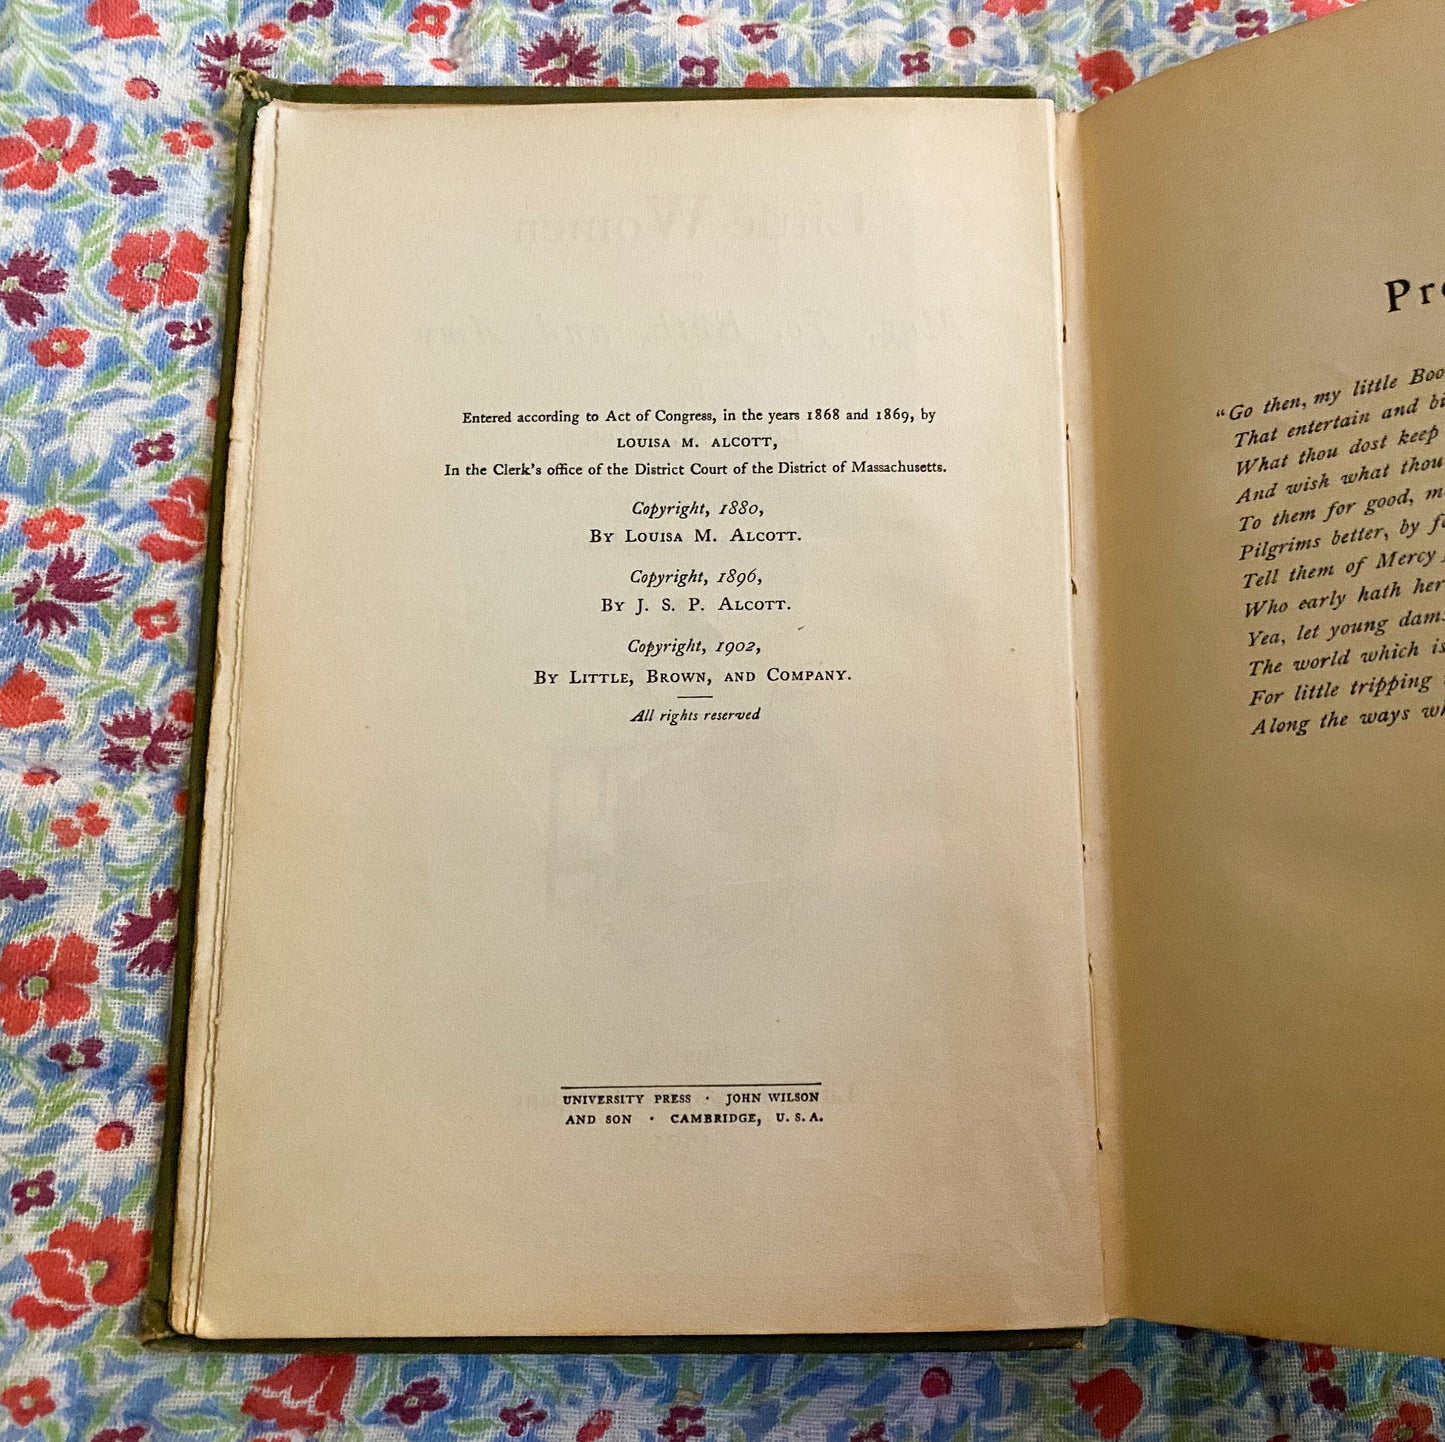 Little Women
Entered according to Act of Congress, in the years 1868 and 1869, by
LOUISA M. ALCOTT,
In the Clerk's office of the District Court of the District of Massachusetts.
Copyright, 1880,
BY LOUISA M. ALCOTT.
Copyright, 1896,
BY J. S. P. ALCOTT.
Copyright, 1902,
BY LITTLE, BROWN, AND COMPANY.
All rights reserved
UNIVERSITY PRESS · JOHN WILSON
AND SON · CAMBRIDGE, U. S. A.
"Go then, my little
That entertain and
What thou dost keep
And wish what
To them for good,
Pilgrims better, by
Tell them of Mercy
Who early hath her
Yea, let young
The world which
For little tripping
Along the ways